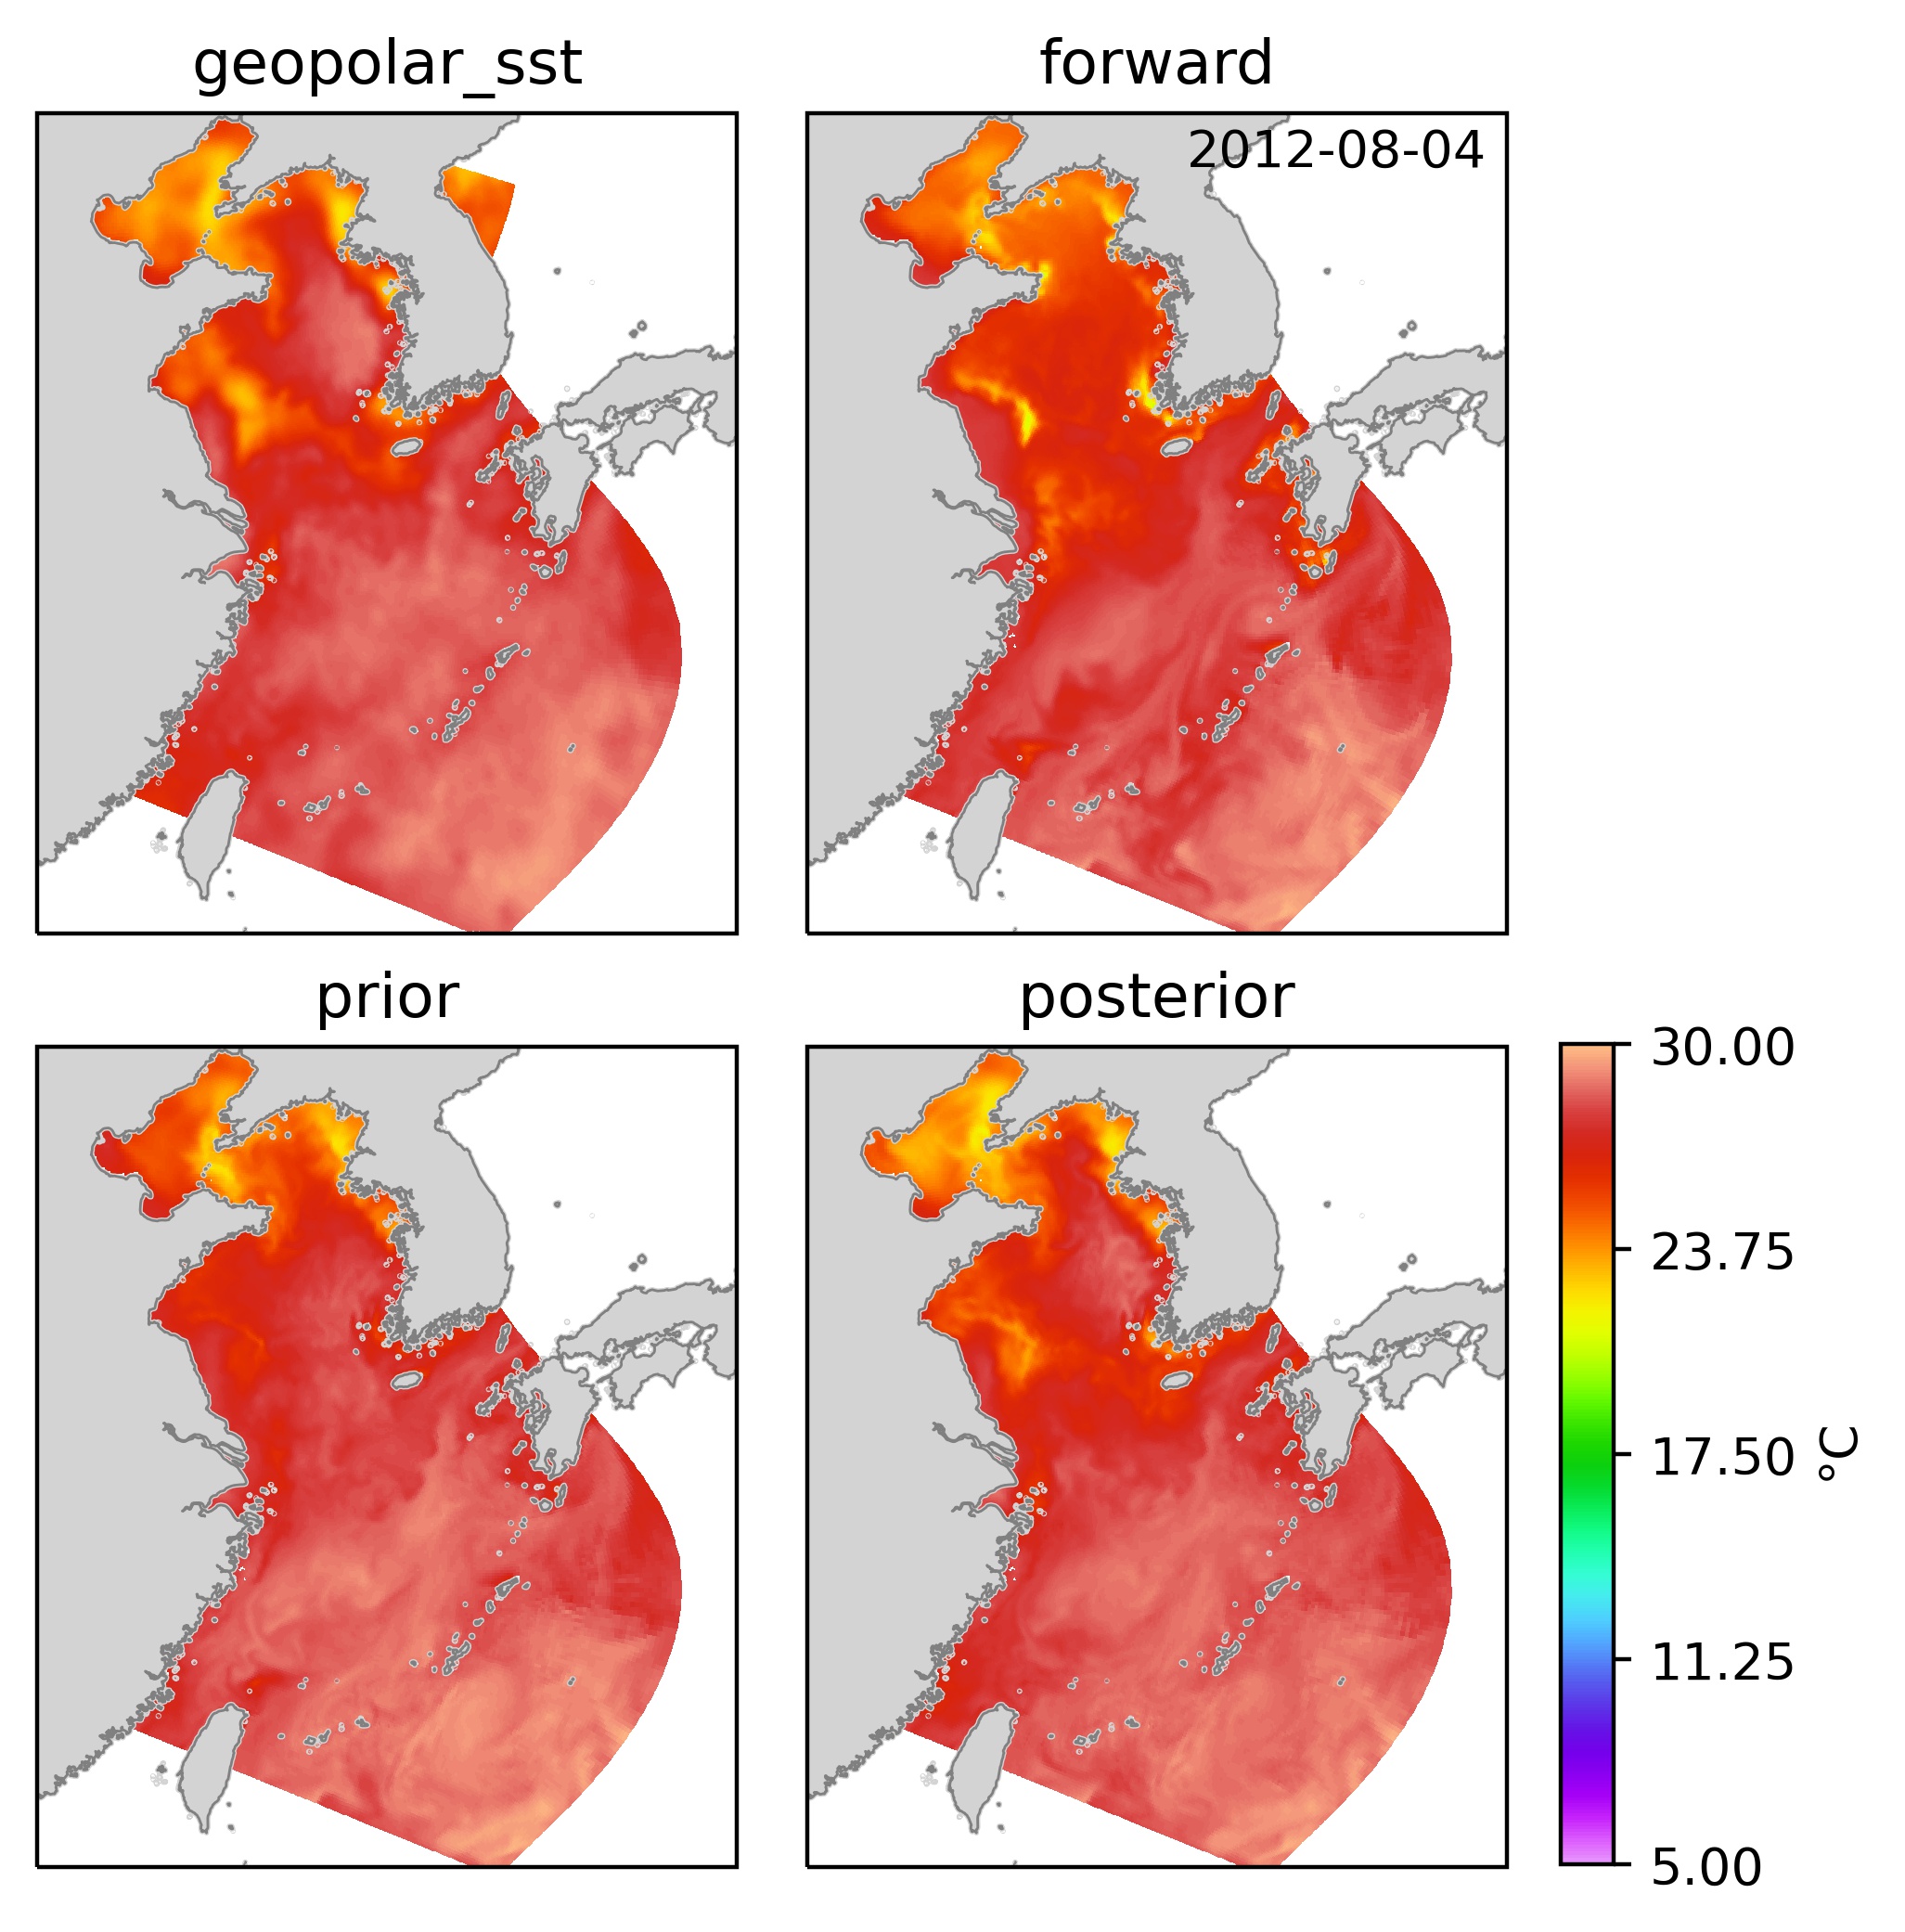 geopolar_sst
forward
2012-08-04
prior
posterior
30.00
23.75
17.50
11.25
5.00
°C